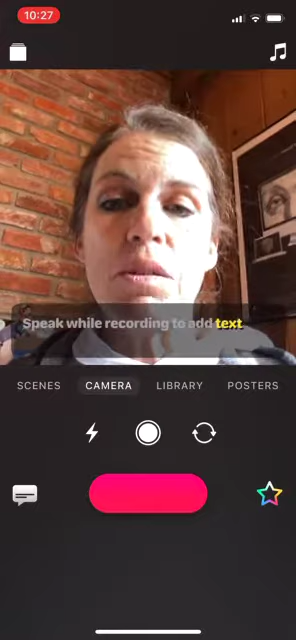 10:27
Speak while recording to add text
SCENES
CAMERA
LIBRARY
POSTERS